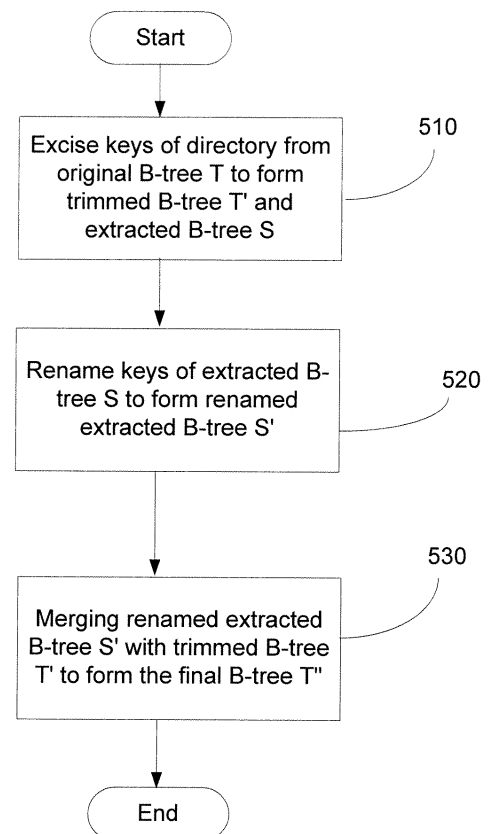 Start
Excise keys of directory from
original B-tree T to form
trimmed B-tree T' and
extracted B-tree S
510
Rename keys of extracted B-
tree S to form renamed
extracted B-tree S'
520
Merging renamed extracted
B-tree S' with trimmed B-tree
T' to form the final B-tree T"
530
End